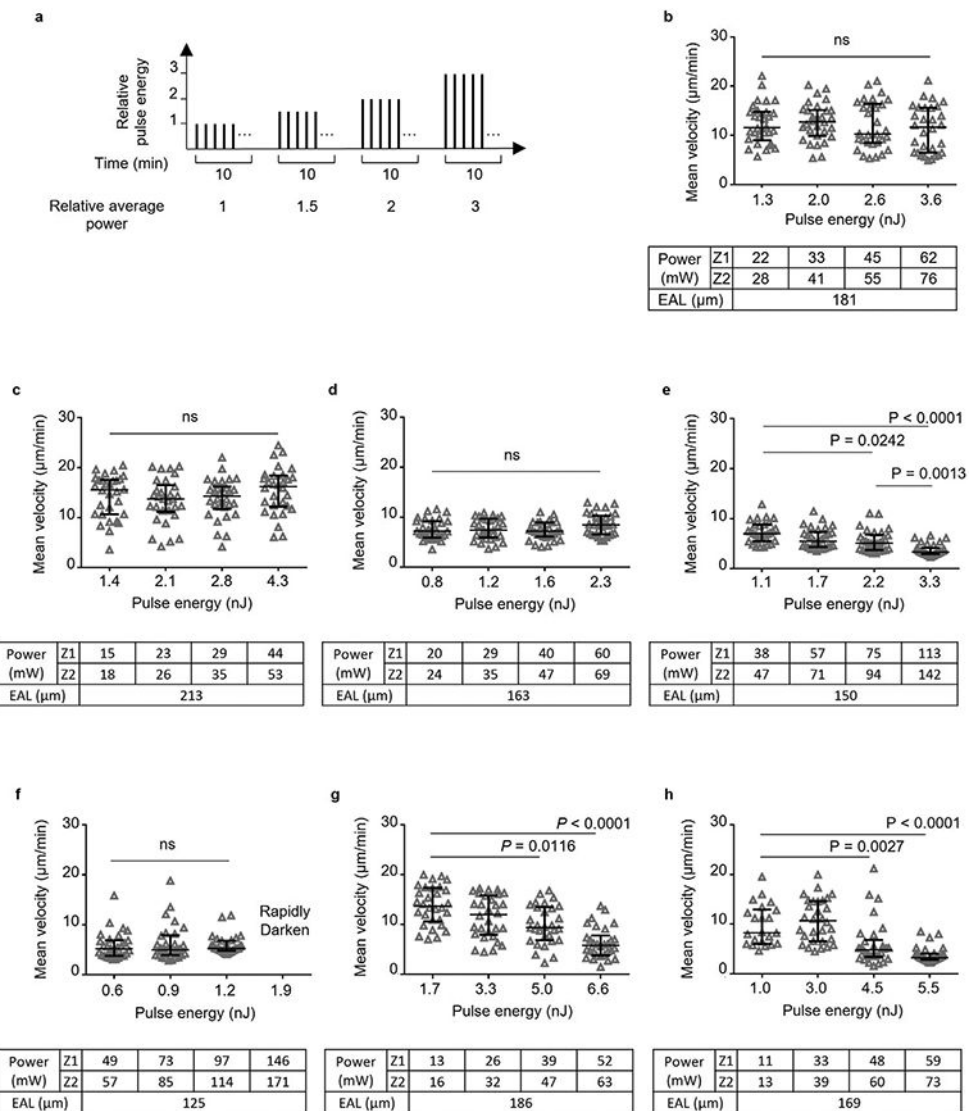 a
Relative
pulse energy
3
2
1
... ... ... ...
Time (min) 10 10 10 10
Relative average
power
1 1.5 2 3
b
Mean velocity (μm/min)
30
20
10
0
ns
1.3 2.0 2.6 3.6
Pulse energy (nJ)
Power
(mW)
Z1 22 33 45 62
Z2 28 41 55 76
EAL (μm) 181
c
Mean velocity (μm/min)
30
20
10
0
ns
1.4 2.1 2.8 4.3
Pulse energy (nJ)
Power
(mW)
Z1 15 23 29 44
Z2 18 26 35 53
EAL (μm) 213
d
Mean velocity (μm/min)
30
20
10
0
ns
0.8 1.2 1.6 2.3
Pulse energy (nJ)
Power
(mW)
Z1 20 29 40 60
Z2 24 35 47 69
EAL (μm) 163
e
Mean velocity (μm/min)
30
20
10
0
P < 0.0001
P = 0.0242
P = 0.0013
1.1 1.7 2.2 3.3
Pulse energy (nJ)
Power
(mW)
Z1 38 57 75 113
Z2 47 71 94 142
EAL (μm) 150
f
Mean velocity (μm/min)
30
20
10
0
ns
Rapidly
Darken
0.6 0.9 1.2 1.9
Pulse energy (nJ)
Power
(mW)
Z1 49 73 97 146
Z2 57 85 114 171
EAL (μm) 125
g
Mean velocity (μm/min)
30
20
10
0
P < 0.0001
P = 0.0116
1.7 3.3 5.0 6.6
Pulse energy (nJ)
Power
(mW)
Z1 13 26 39 52
Z2 16 32 47 63
EAL (μm) 186
h
Mean velocity (μm/min)
30
20
10
0
P < 0.0001
P = 0.0027
1.0 3.0 4.5 5.5
Pulse energy (nJ)
Power
(mW)
Z1 11 33 48 59
Z2 13 39 60 73
EAL (μm) 169